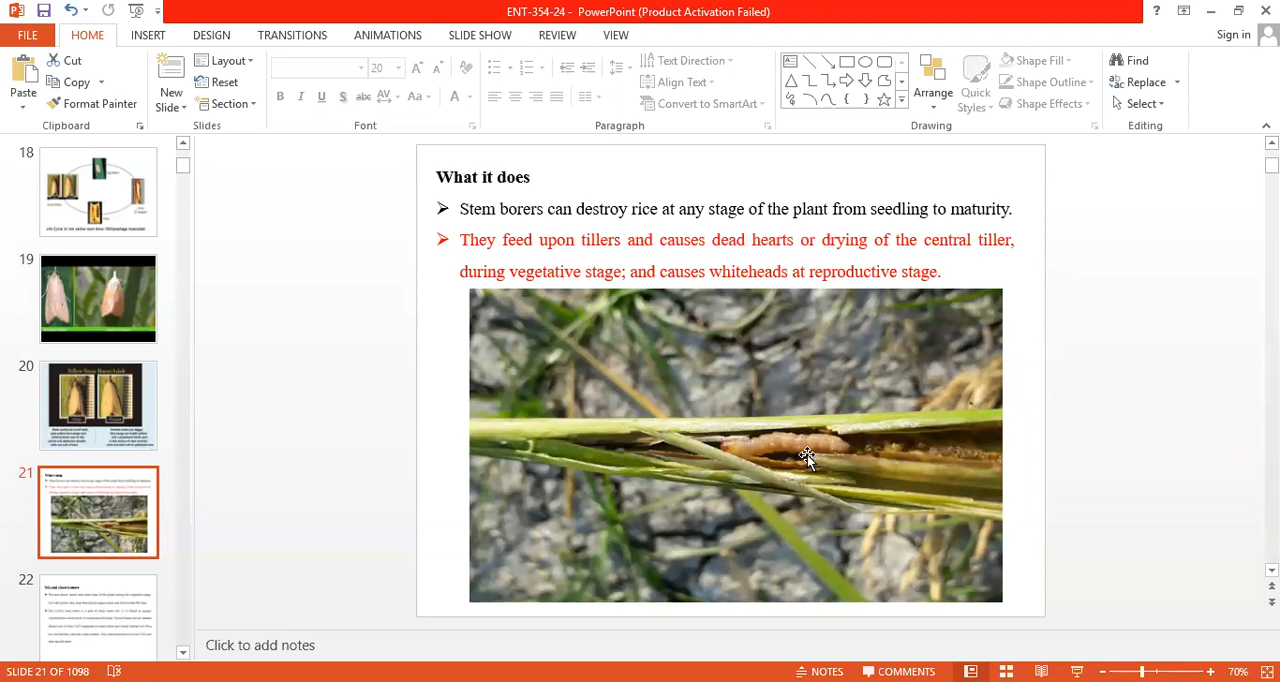 ENT-354-24 - PowerPoint (Product Activation Failed)
FILE HOME INSERT DESIGN TRANSITIONS ANIMATIONS SLIDE SHOW REVIEW VIEW Sign in
Paste
Cut
Copy
Format Painter
Clipboard
New Slide
Layout
Reset
Section
Slides
20
B I U S abc AV Aa A
Font
Text Direction
Align Text
Convert to SmartArt
Paragraph
Arrange
Quick Styles
Shape Fill
Shape Outline
Shape Effects
Drawing
Find
Replace
Select
Editing
18
19
20
21
22
What it does
Stem borers can destroy rice at any stage of the plant from seedling to maturity.
They feed upon tillers and causes dead hearts or drying of the central tiller,
during vegetative stage; and causes whiteheads at reproductive stage.
Click to add notes
SLIDE 21 OF 1098 NOTES COMMENTS 70%